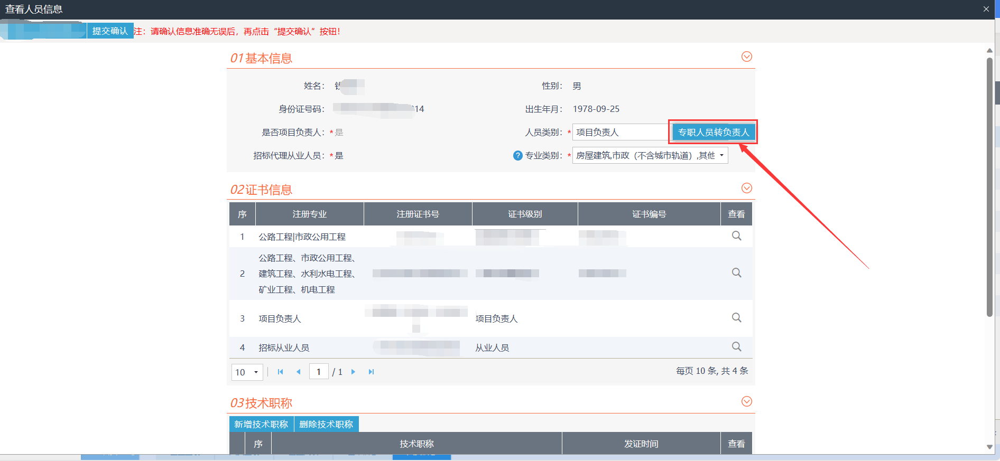 查看人员信息
提交确认 注：请确认信息准确无误后，再点击“提交确认”按钮！
01基本信息
姓名： 性别： 男
身份证号码： 14 出生年月： 1978-09-25
是否项目负责人： *是 人员类别： * 项目负责人 专职人员转负责人
招标代理从业人员： *是 ? 专业类别： * 房屋建筑,市政（不含城市轨道）,其他
02证书信息
序 注册专业 注册证书号 证书级别 证书编号 查看
1 公路工程|市政公用工程
公路工程、市政公用工程、
2 建筑工程、水利水电工程、
矿业工程、机电工程
3 项目负责人 项目负责人
4 招标从业人员 从业人员
10 1 / 1 每页 10 条, 共 4 条
03技术职称
新增技术职称 删除技术职称
序 技术职称 发证时间 查看